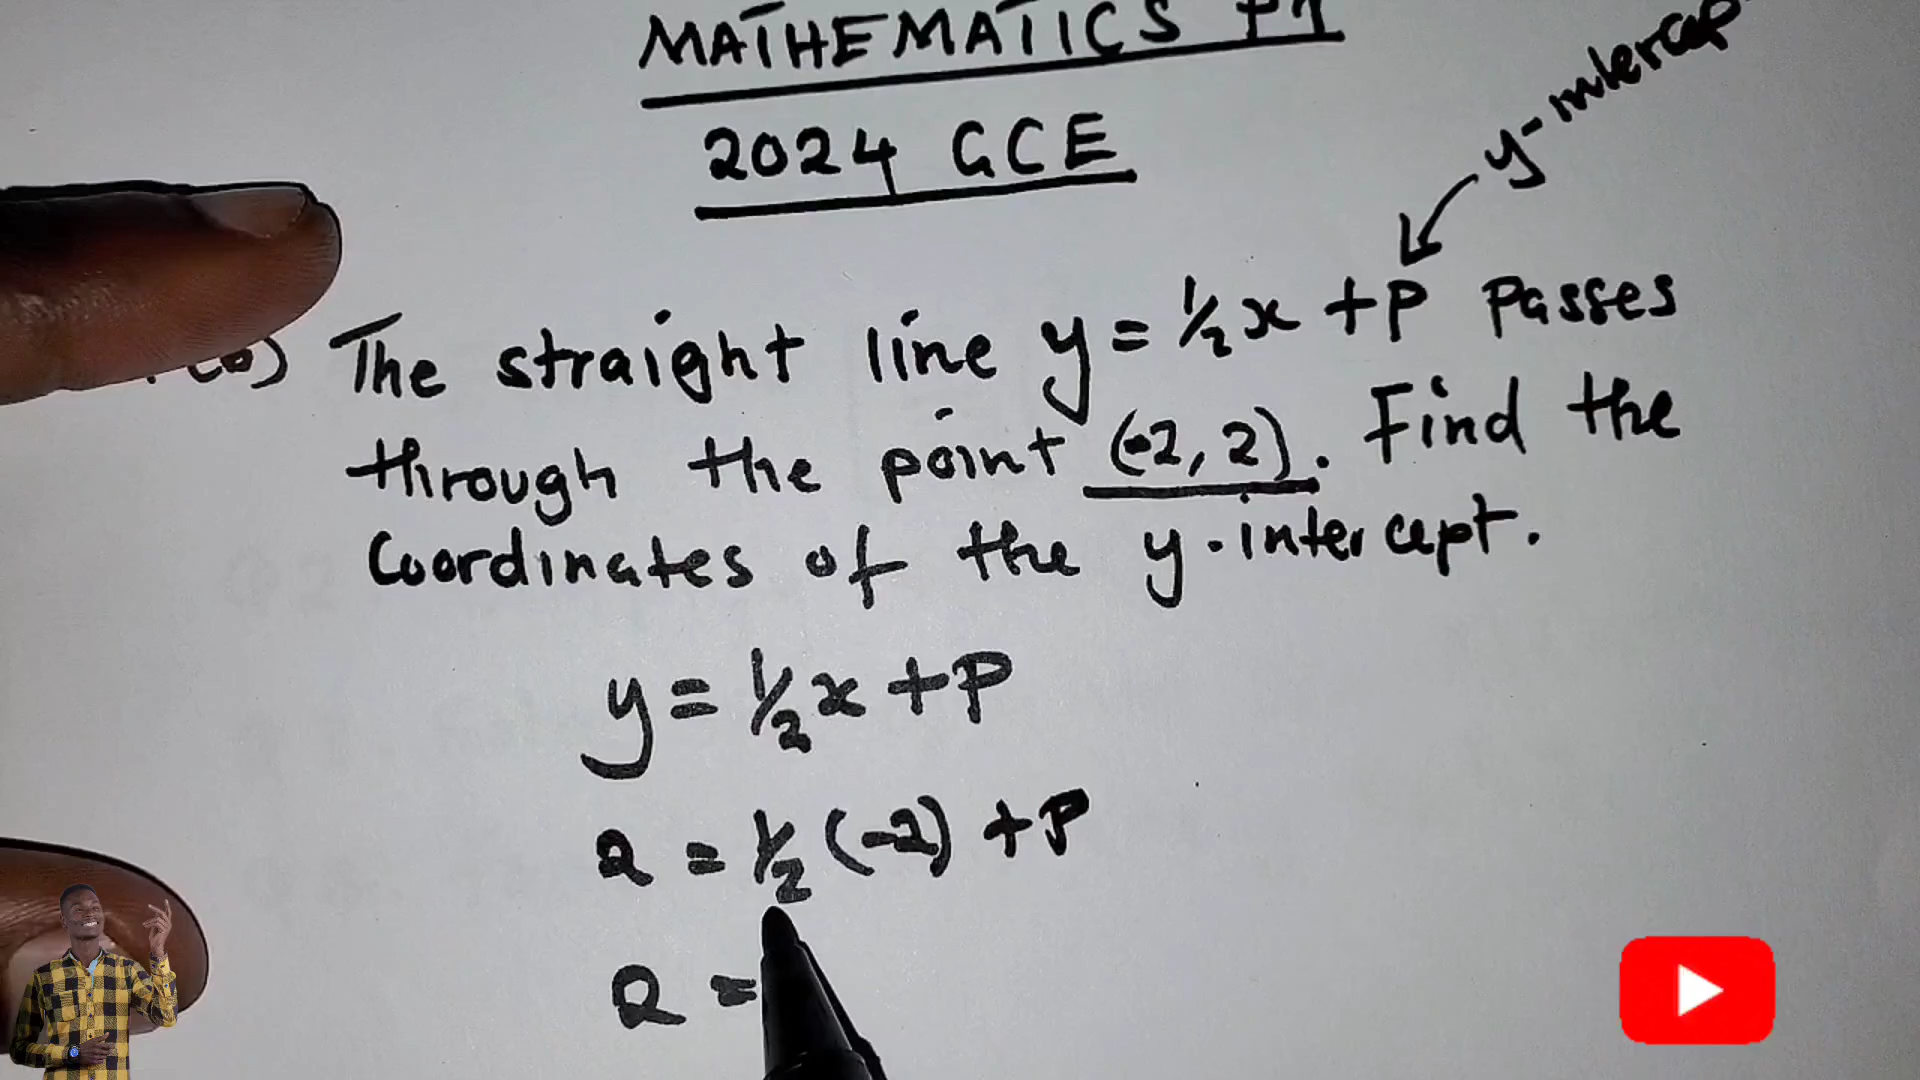 MATHEMATICS P1
2024 GCE
y-intercep
The straight line y = ½x + P passes
through the point (-2, 2). Find the
Coordinates of the y-intercept.
y = ½x + P
2 = ½(-2) + P
2 =